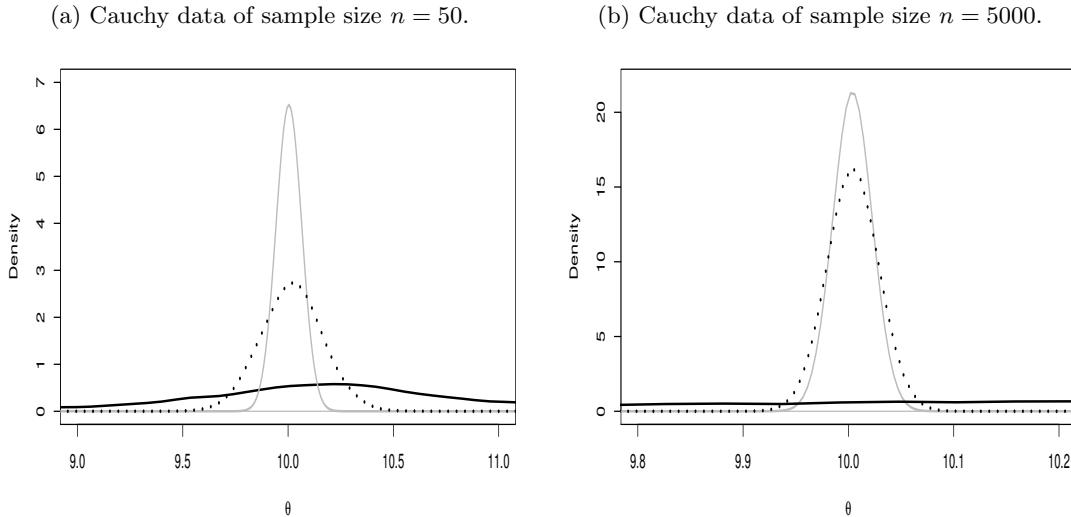 (a) Cauchy data of sample size n = 50.
(b) Cauchy data of sample size n = 5000.
Density
7
6
5
4
3
2
1
0
9.0 9.5 10.0 10.5 11.0
θ
Density
20
15
10
5
0
9.8 9.9 10.0 10.1 10.2
θ